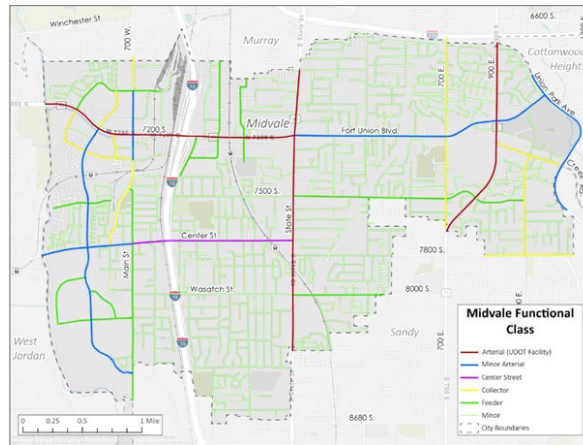 Winchester St.
6600 S.
Murray
Cottonwood
Heights
700 W.
700 E.
900 E.
Union Park Ave
7200 S.
Midvale
Fort Union Blvd.
7500 S.
State St
Center St.
Main St
7800 S.
Wasatch St.
8000 S.
West
Jordan
Sandy
700 E.
8680 S.
0 0.25 0.5 1 Mile
Midvale Functional
Class
Arterial (UDOT Facility)
Minor Arterial
Center Street
Collector
Feeder
Minor
City Boundaries